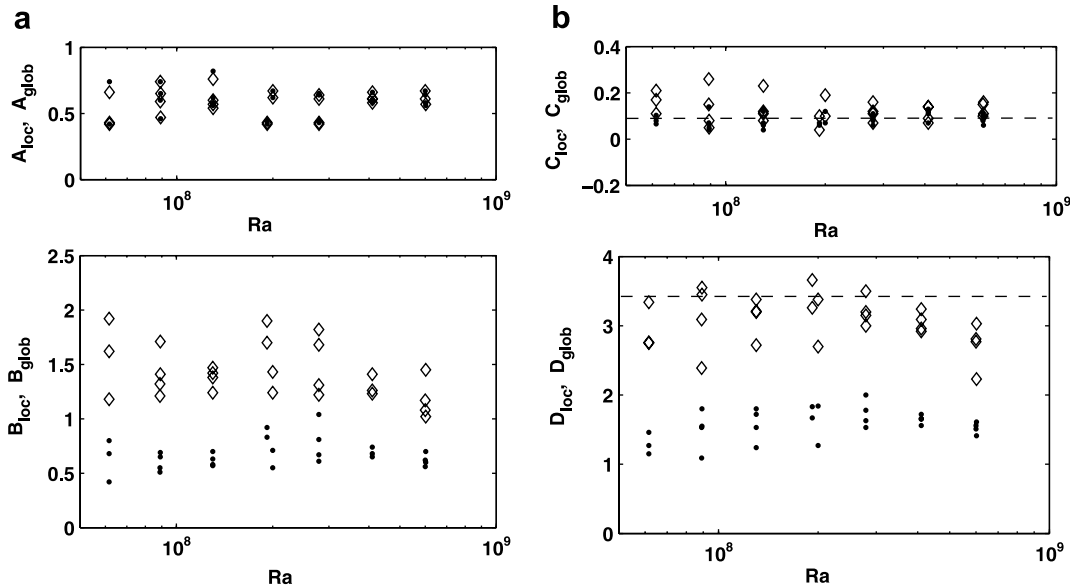 a
1
0.5
0
A_loc, A_glob
10^8
10^9
Ra
2.5
2
1.5
1
0.5
0
B_loc, B_glob
10^8
10^9
Ra
b
0.4
0.2
0
−0.2
C_loc, C_glob
10^8
10^9
Ra
4
3
2
1
0
D_loc, D_glob
10^8
10^9
Ra